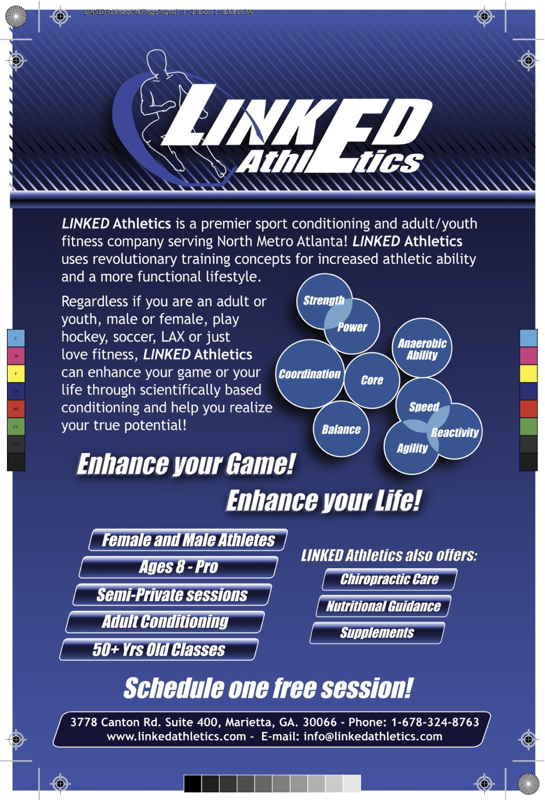 LINKED
AthlEtics
LINKED Athletics is a premier sport conditioning and adult/youth
fitness company serving North Metro Atlanta! LINKED Athletics
uses revolutionary training concepts for increased athletic ability
and a more functional lifestyle.
Regardless if you are an adult or
youth, male or female, play
hockey, soccer, LAX or just
love fitness, LINKED Athletics
can enhance your game or your
life through scientifically based
conditioning and help you realize
your true potential!
Strength
Power
Anaerobic
Ability
Coordination
Core
Speed
Balance
Reactivity
Agility
Enhance your Game!
Enhance your Life!
Female and Male Athletes
Ages 8 - Pro
Semi-Private sessions
Adult Conditioning
50+ Yrs Old Classes
LINKED Athletics also offers:
Chiropractic Care
Nutritional Guidance
Supplements
Schedule one free session!
3778 Canton Rd. Suite 400, Marietta, GA. 30066 - Phone: 1-678-324-8763
www.linkedathletics.com - E-mail: info@linkedathletics.com